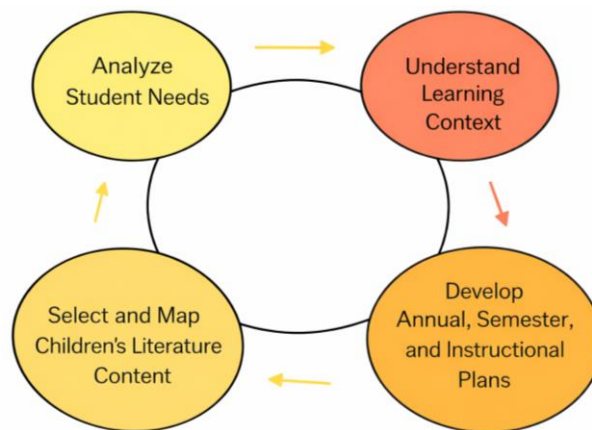 Analyze
Student Needs
Understand
Learning
Context
Develop
Annual, Semester,
and Instructional
Plans
Select and Map
Children's Literature
Content